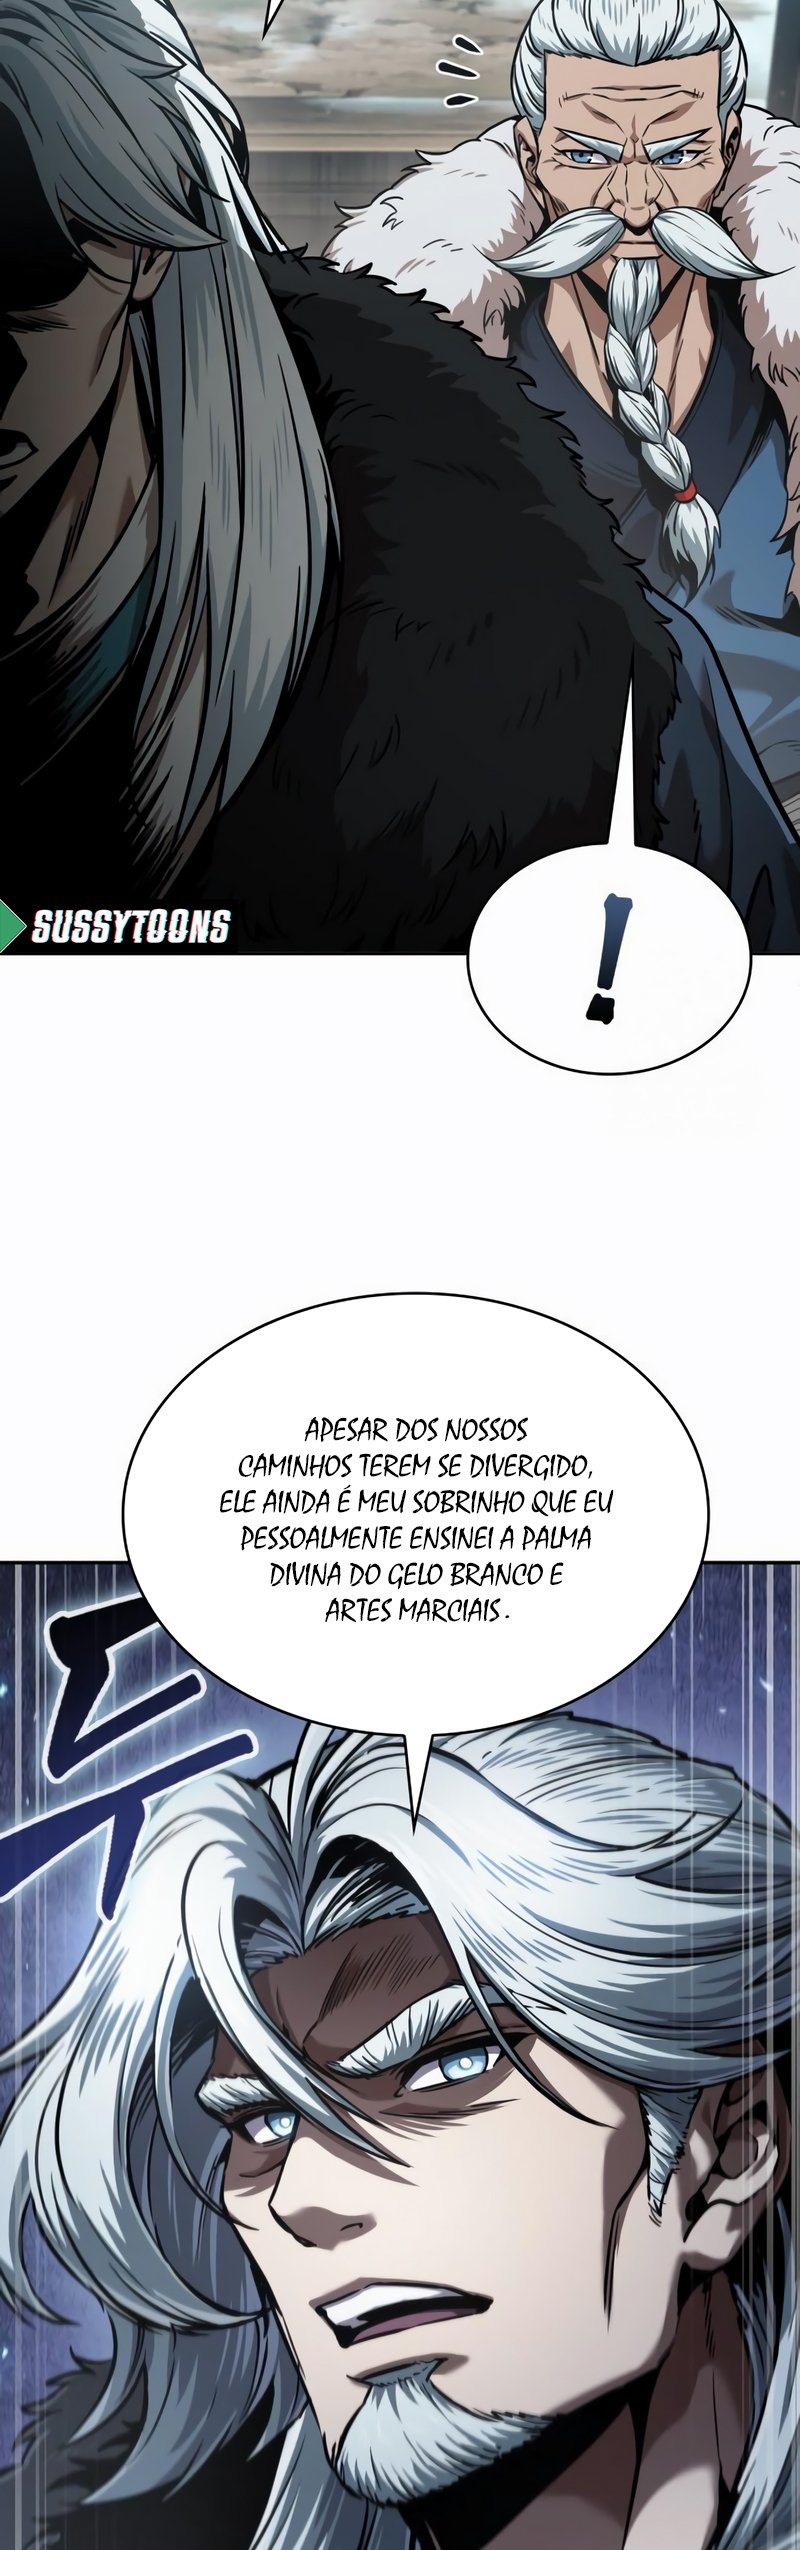 SUSSYTOONS
!
APESAR DOS NOSSOS
CAMINHOS TEREM SE DIVERGIDO,
ELE AINDA É MEU SOBRINHO QUE EU
PESSOALMENTE ENSINEI A PALMA
DIVINA DO GELO BRANCO E
ARTES MARCIAIS.
투